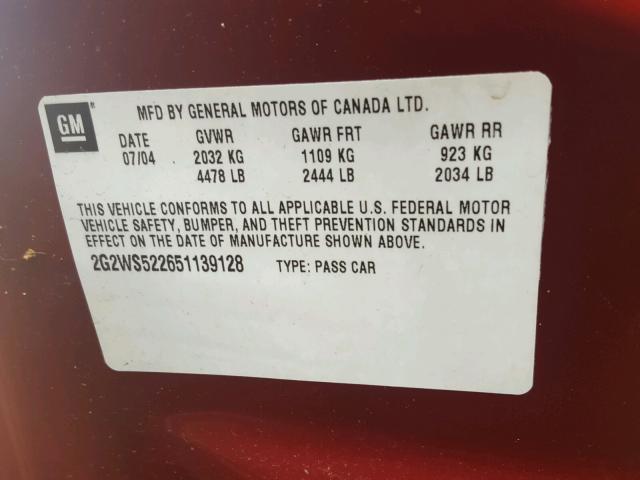 GM
MFD BY GENERAL MOTORS OF CANADA LTD.
DATE GVWR GAWR FRT GAWR RR
07/04 2032 KG 1109 KG 923 KG
4478 LB 2444 LB 2034 LB
THIS VEHICLE CONFORMS TO ALL APPLICABLE U.S. FEDERAL MOTOR
VEHICLE SAFETY, BUMPER, AND THEFT PREVENTION STANDARDS IN
EFFECT ON THE DATE OF MANUFACTURE SHOWN ABOVE.
2G2WS522651139128 TYPE: PASS CAR